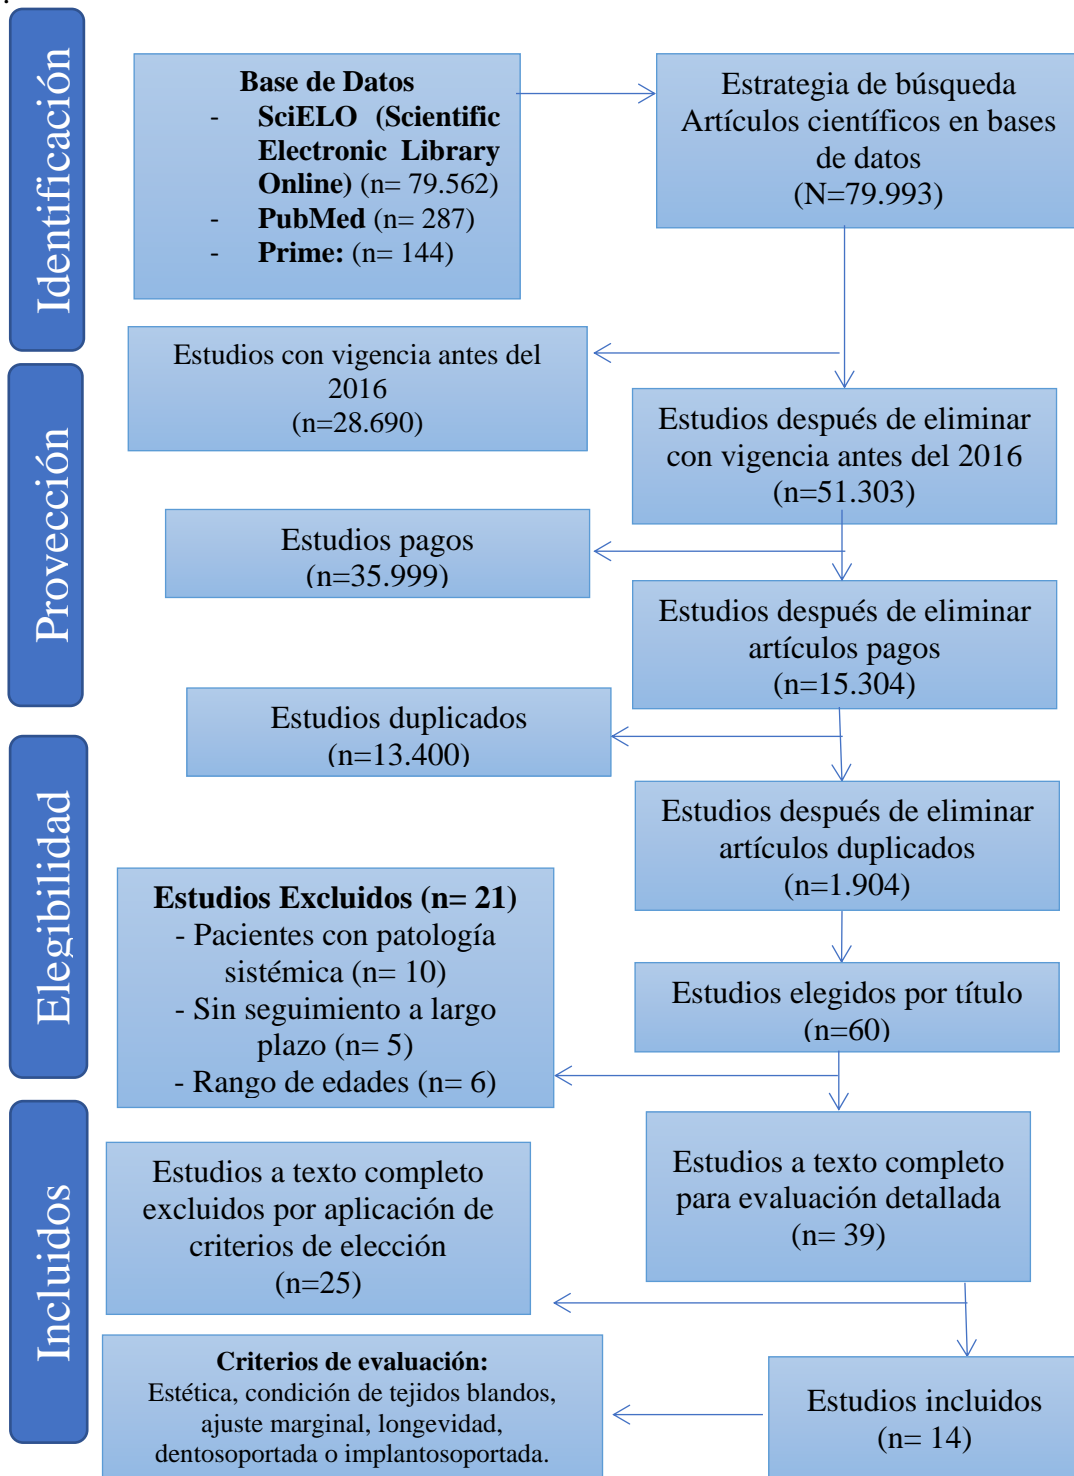 Identificación
Base de Datos
- SciELO (Scientific
Electronic Library
Online) (n= 79.562)
- PubMed (n= 287)
- Prime: (n= 144)
Estrategia de búsqueda
Artículos científicos en bases
de datos
(N=79.993)
Estudios con vigencia antes del
2016
(n=28.690)
Provección
Estudios después de eliminar
con vigencia antes del 2016
(n=51.303)
Estudios pagos
(n=35.999)
Estudios después de eliminar
artículos pagos
(n=15.304)
Estudios duplicados
(n=13.400)
Elegibilidad
Estudios después de eliminar
artículos duplicados
(n=1.904)
Estudios Excluidos (n= 21)
- Pacientes con patología
sistémica (n= 10)
- Sin seguimiento a largo
plazo (n= 5)
- Rango de edades (n= 6)
Estudios elegidos por título
(n=60)
Incluidos
Estudios a texto completo
para evaluación detallada
(n= 39)
Estudios a texto completo
excluidos por aplicación de
criterios de elección
(n=25)
Criterios de evaluación:
Estética, condición de tejidos blandos,
ajuste marginal, longevidad,
dentosoportada o implantosoportada.
Estudios incluidos
(n= 14)